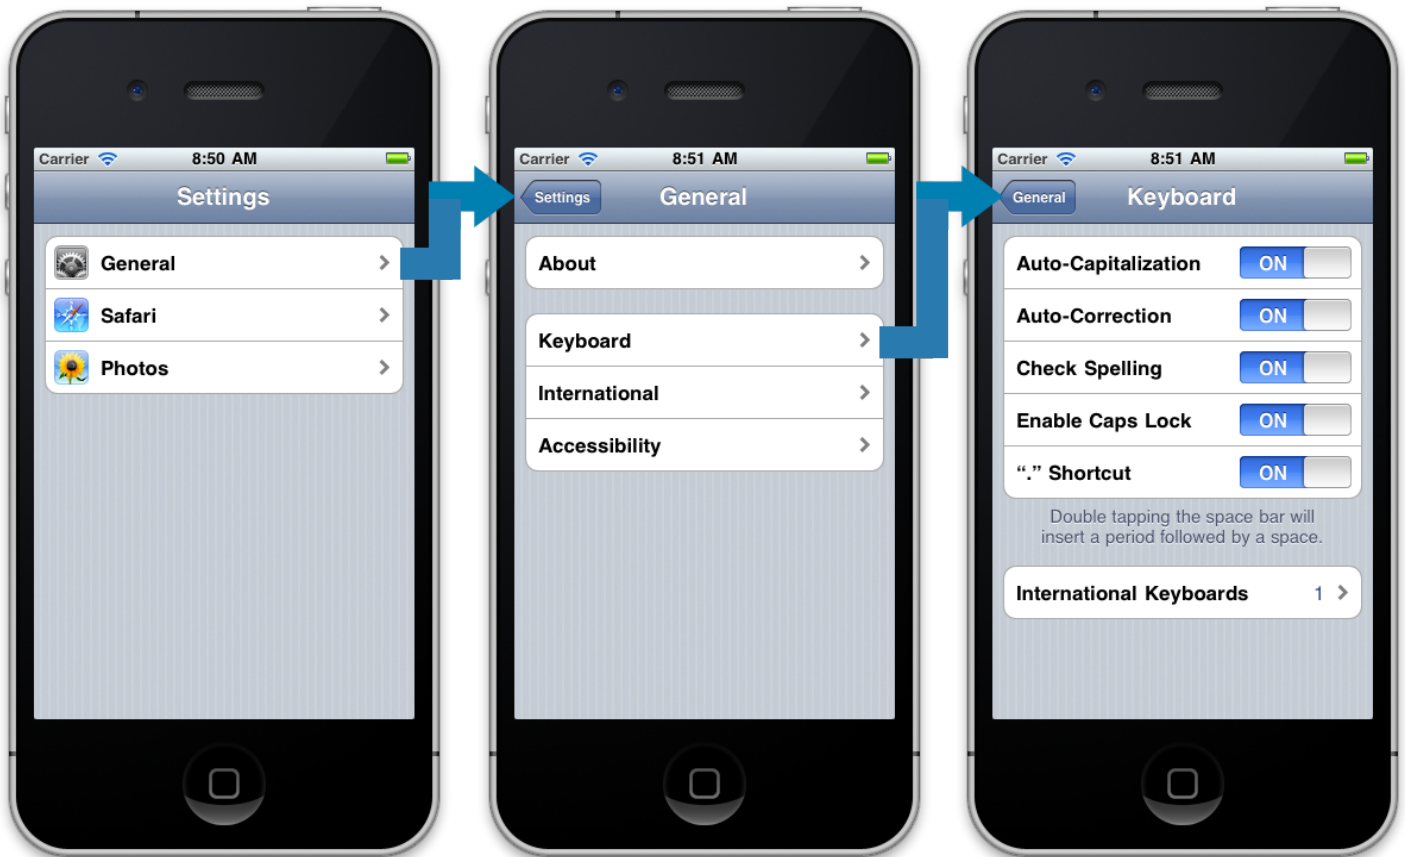 Carrier 8:50 AM
Settings
General
Safari
Photos
Carrier 8:51 AM
Settings General
About
Keyboard
International
Accessibility
Carrier 8:51 AM
General Keyboard
Auto-Capitalization ON
Auto-Correction ON
Check Spelling ON
Enable Caps Lock ON
“.” Shortcut ON
Double tapping the space bar will
insert a period followed by a space.
International Keyboards 1